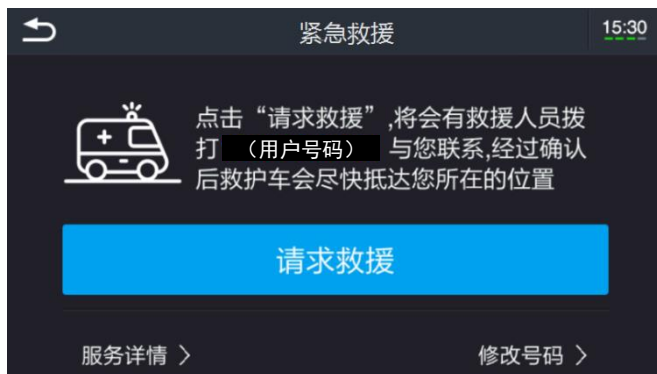 紧急救援
15:30
点击“请求救援”,将会有救援人员拨
打 （用户号码） 与您联系,经过确认
后救护车会尽快抵达您所在的位置
请求救援
服务详情 〉
修改号码 〉